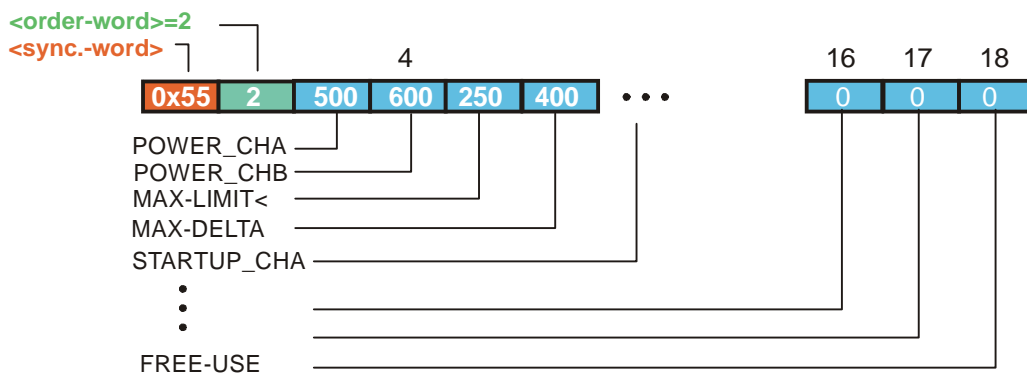 <order-word>=2
<sync.-word>
4 16 17 18
0x55 2 500 600 250 400 ••• 0 0 0
POWER_CHA
POWER_CHB
MAX-LIMIT<
MAX-DELTA
STARTUP_CHA
FREE-USE